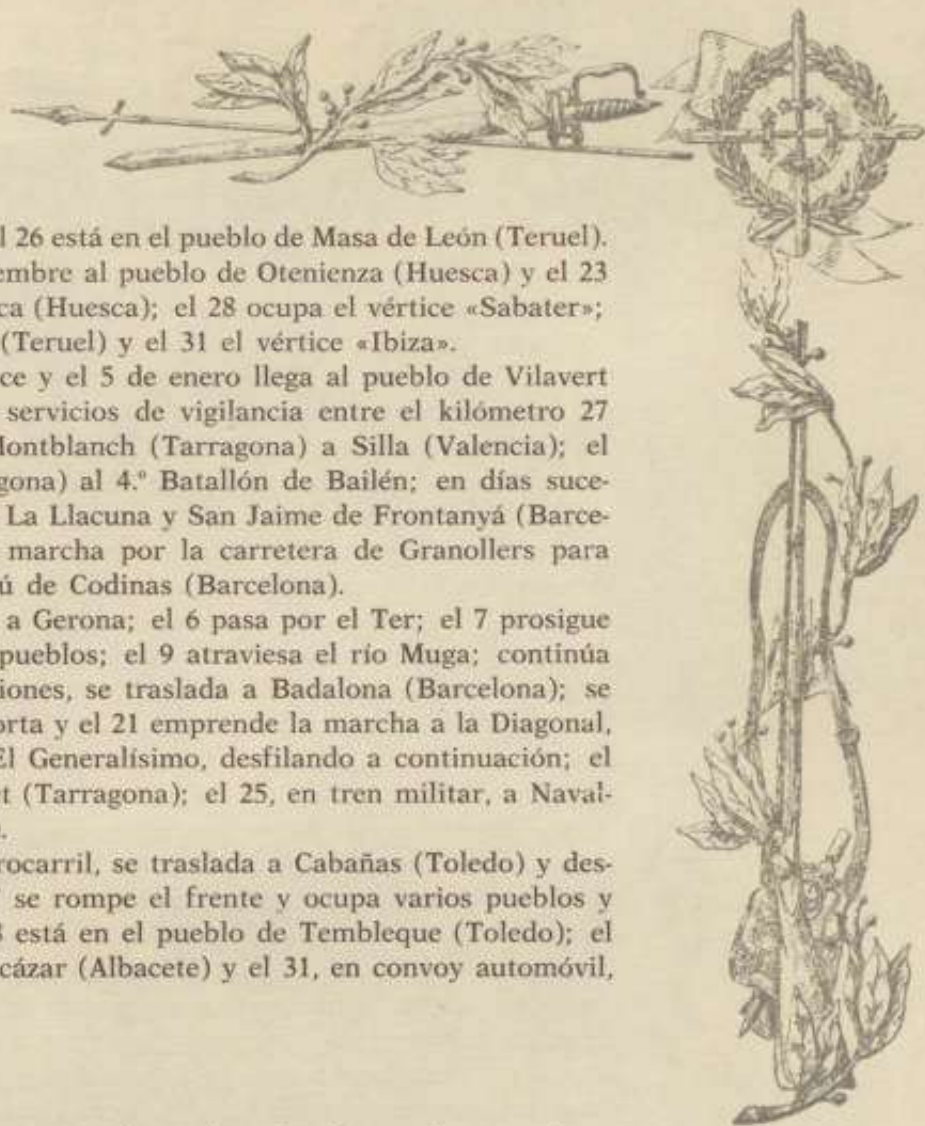 l 26 está en el pueblo de Masa de León (Teruel).
embre al pueblo de Otenienza (Huesca) y el 23
ca (Huesca); el 28 ocupa el vértice «Sabater»;
(Teruel) y el 31 el vértice «Ibiza».
ce y el 5 de enero llega al pueblo de Vilavert
servicios de vigilancia entre el kilómetro 27
Montblanch (Tarragona) a Silla (Valencia); el
gona) al 4.º Batallón de Bailén; en días suce-
La Llacuna y San Jaime de Frontanyá (Barce-
marcha por la carretera de Granollers para
ú de Codinas (Barcelona).
a Gerona; el 6 pasa por el Ter; el 7 prosigue
pueblos; el 9 atraviesa el río Muga; continúa
iones, se traslada a Badalona (Barcelona); se
orta y el 21 emprende la marcha a la Diagonal,
El Generalísimo, desfilando a continuación; el
t (Tarragona); el 25, en tren militar, a Naval-
).
rocarril, se traslada a Cabañas (Toledo) y des-
se rompe el frente y ocupa varios pueblos y
8 está en el pueblo de Tembleque (Toledo); el
cázar (Albacete) y el 31, en convoy automóvil,